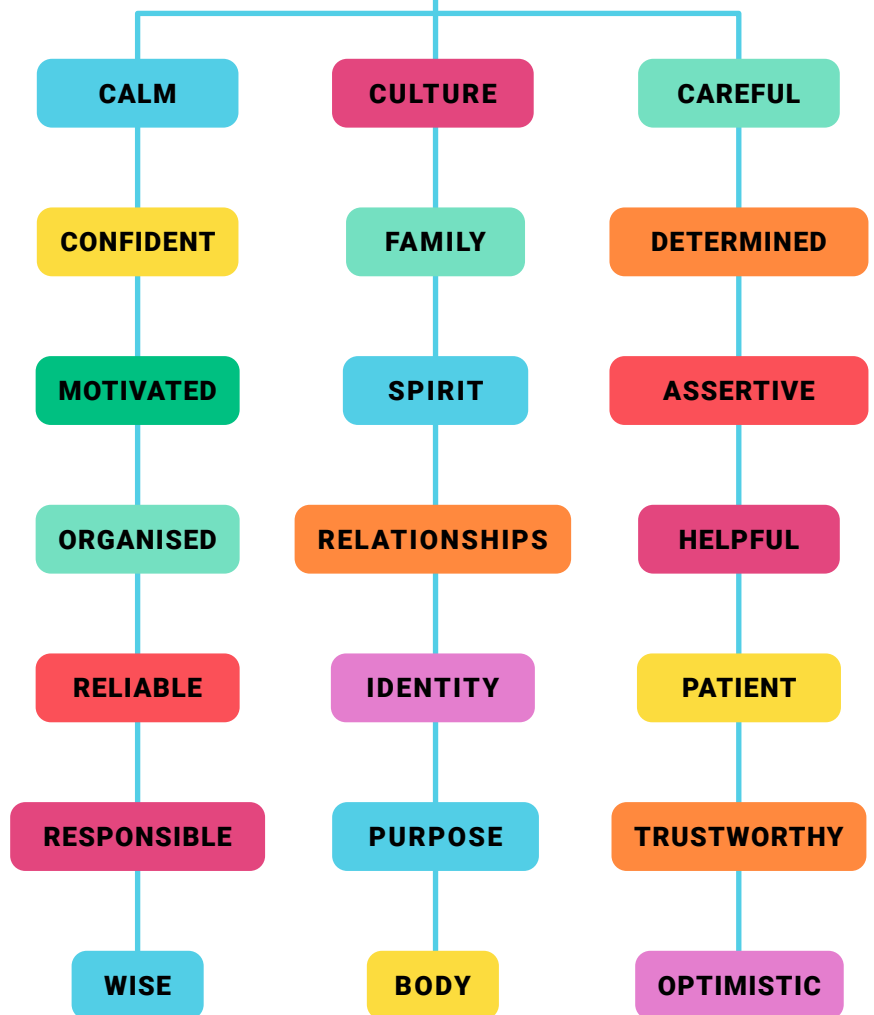 CALM
CULTURE
CAREFUL
CONFIDENT
FAMILY
DETERMINED
MOTIVATED
SPIRIT
ASSERTIVE
ORGANISED
RELATIONSHIPS
HELPFUL
RELIABLE
IDENTITY
PATIENT
RESPONSIBLE
PURPOSE
TRUSTWORTHY
WISE
BODY
OPTIMISTIC